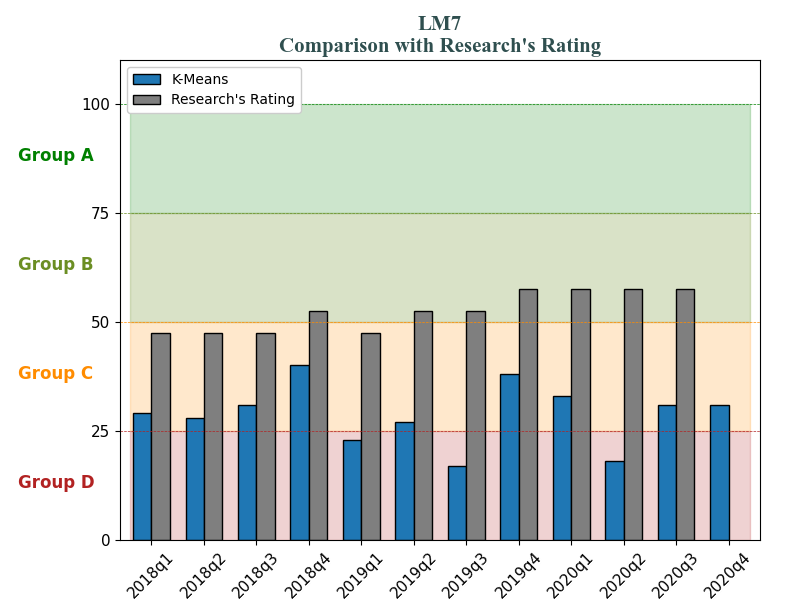 LM7
Comparison with Research's Rating
K-Means
Research's Rating
100
Group A
75
Group B
50
Group C
25
Group D
0
2018q1
2018q2
2018q3
2018q4
2019q1
2019q2
2019q3
2019q4
2020q1
2020q2
2020q3
2020q4